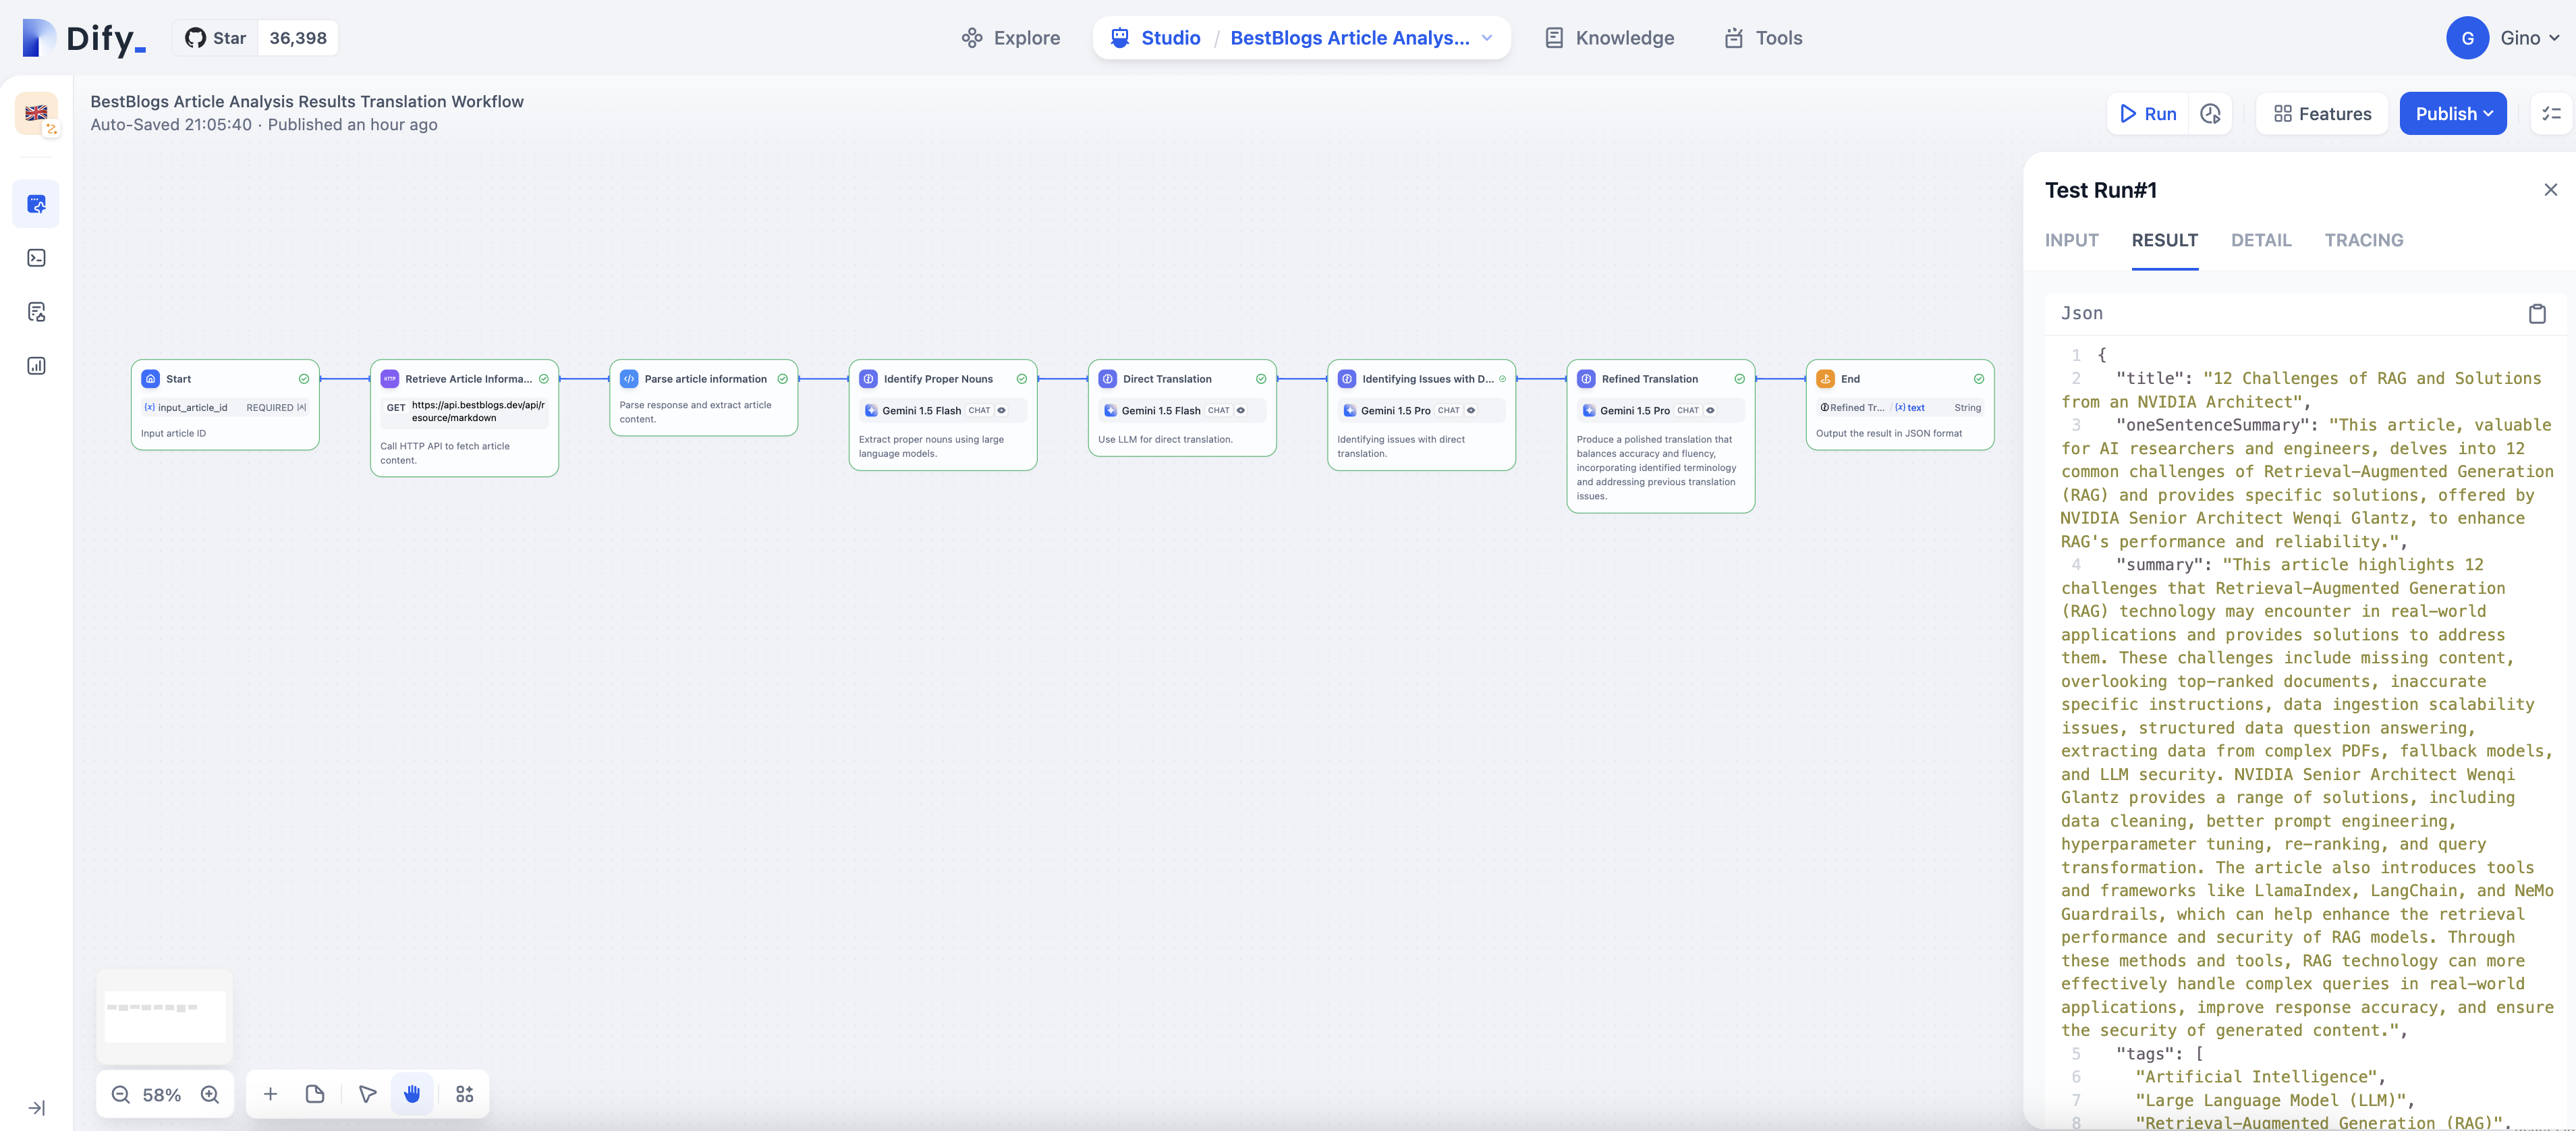 Dify_
Star 36,398
Explore
Studio / BestBlogs Article Analys...
Knowledge
Tools
G Gino
BestBlogs Article Analysis Results Translation Workflow
Auto-Saved 21:05:40 · Published an hour ago
Run
Features
Publish
Start
{x} input_article_id REQUIRED
Input article ID
HTTP Retrieve Article Informa...
GET https://api.bestblogs.dev/api/r
esource/markdown
Call HTTP API to fetch article
content.
Parse article information
Parse response and extract article
content.
Identify Proper Nouns
Gemini 1.5 Flash CHAT
Extract proper nouns using large
language models.
Direct Translation
Gemini 1.5 Flash CHAT
Use LLM for direct translation.
Identifying Issues with D...
Gemini 1.5 Pro CHAT
Identifying issues with direct
translation.
Refined Translation
Gemini 1.5 Pro CHAT
Produce a polished translation that
balances accuracy and fluency,
incorporating identified terminology
and addressing previous translation
issues.
End
Refined Tr... / {x} text String
Output the result in JSON format
58%
Test Run#1
INPUT RESULT DETAIL TRACING
Json
1 {
2 "title": "12 Challenges of RAG and Solutions
from an NVIDIA Architect",
3 "oneSentenceSummary": "This article, valuable
for AI researchers and engineers, delves into 12
common challenges of Retrieval-Augmented Generation
(RAG) and provides specific solutions, offered by
NVIDIA Senior Architect Wenqi Glantz, to enhance
RAG's performance and reliability.",
4 "summary": "This article highlights 12
challenges that Retrieval-Augmented Generation
(RAG) technology may encounter in real-world
applications and provides solutions to address
them. These challenges include missing content,
overlooking top-ranked documents, inaccurate
specific instructions, data ingestion scalability
issues, structured data question answering,
extracting data from complex PDFs, fallback models,
and LLM security. NVIDIA Senior Architect Wenqi
Glantz provides a range of solutions, including
data cleaning, better prompt engineering,
hyperparameter tuning, re-ranking, and query
transformation. The article also introduces tools
and frameworks like LlamaIndex, LangChain, and NeMo
Guardrails, which can help enhance the retrieval
performance and security of RAG models. Through
these methods and tools, RAG technology can more
effectively handle complex queries in real-world
applications, improve response accuracy, and ensure
the security of generated content.",
5 "tags": [
6 "Artificial Intelligence",
7 "Large Language Model (LLM)",
8 "Retrieval-Augmented Generation (RAG)",